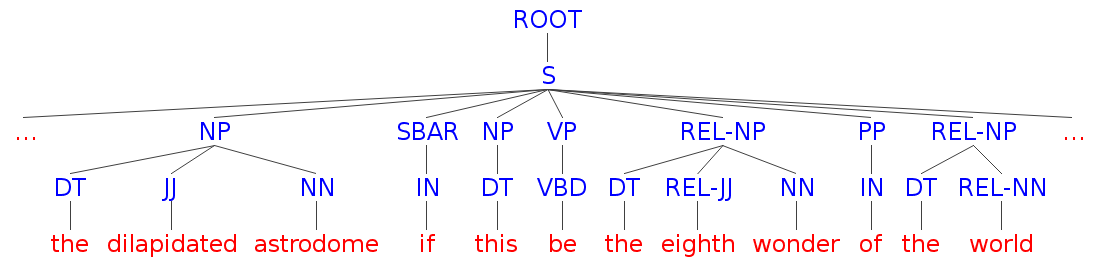 ROOT
S
... NP SBAR NP VP REL-NP PP REL-NP ...
DT JJ NN IN DT VBD DT REL-JJ NN IN DT REL-NN
the dilapidated astrodome if this be the eighth wonder of the world